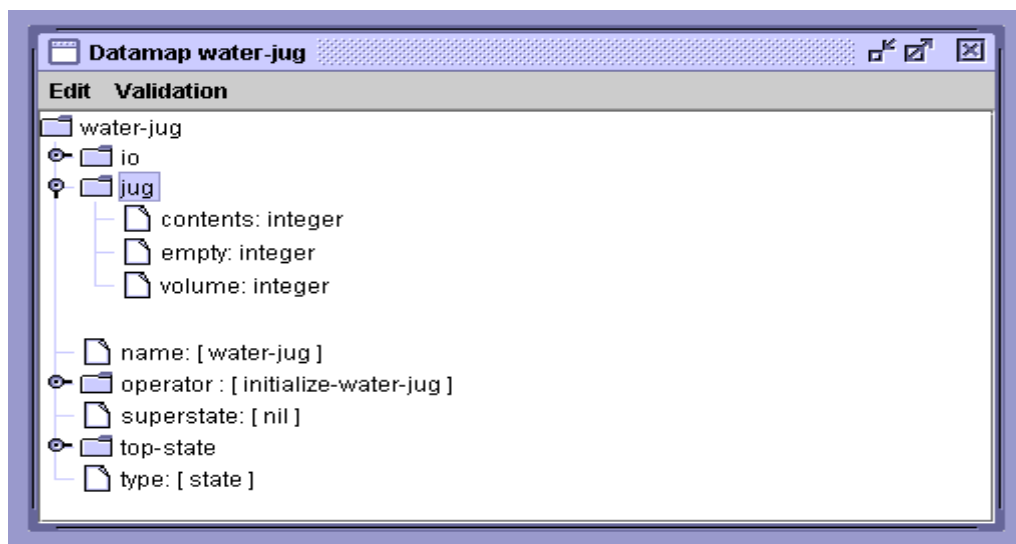 Datamap water-jug
Edit Validation
water-jug
io
jug
contents: integer
empty: integer
volume: integer
name: [ water-jug ]
operator : [ initialize-water-jug ]
superstate: [ nil ]
top-state
type: [ state ]